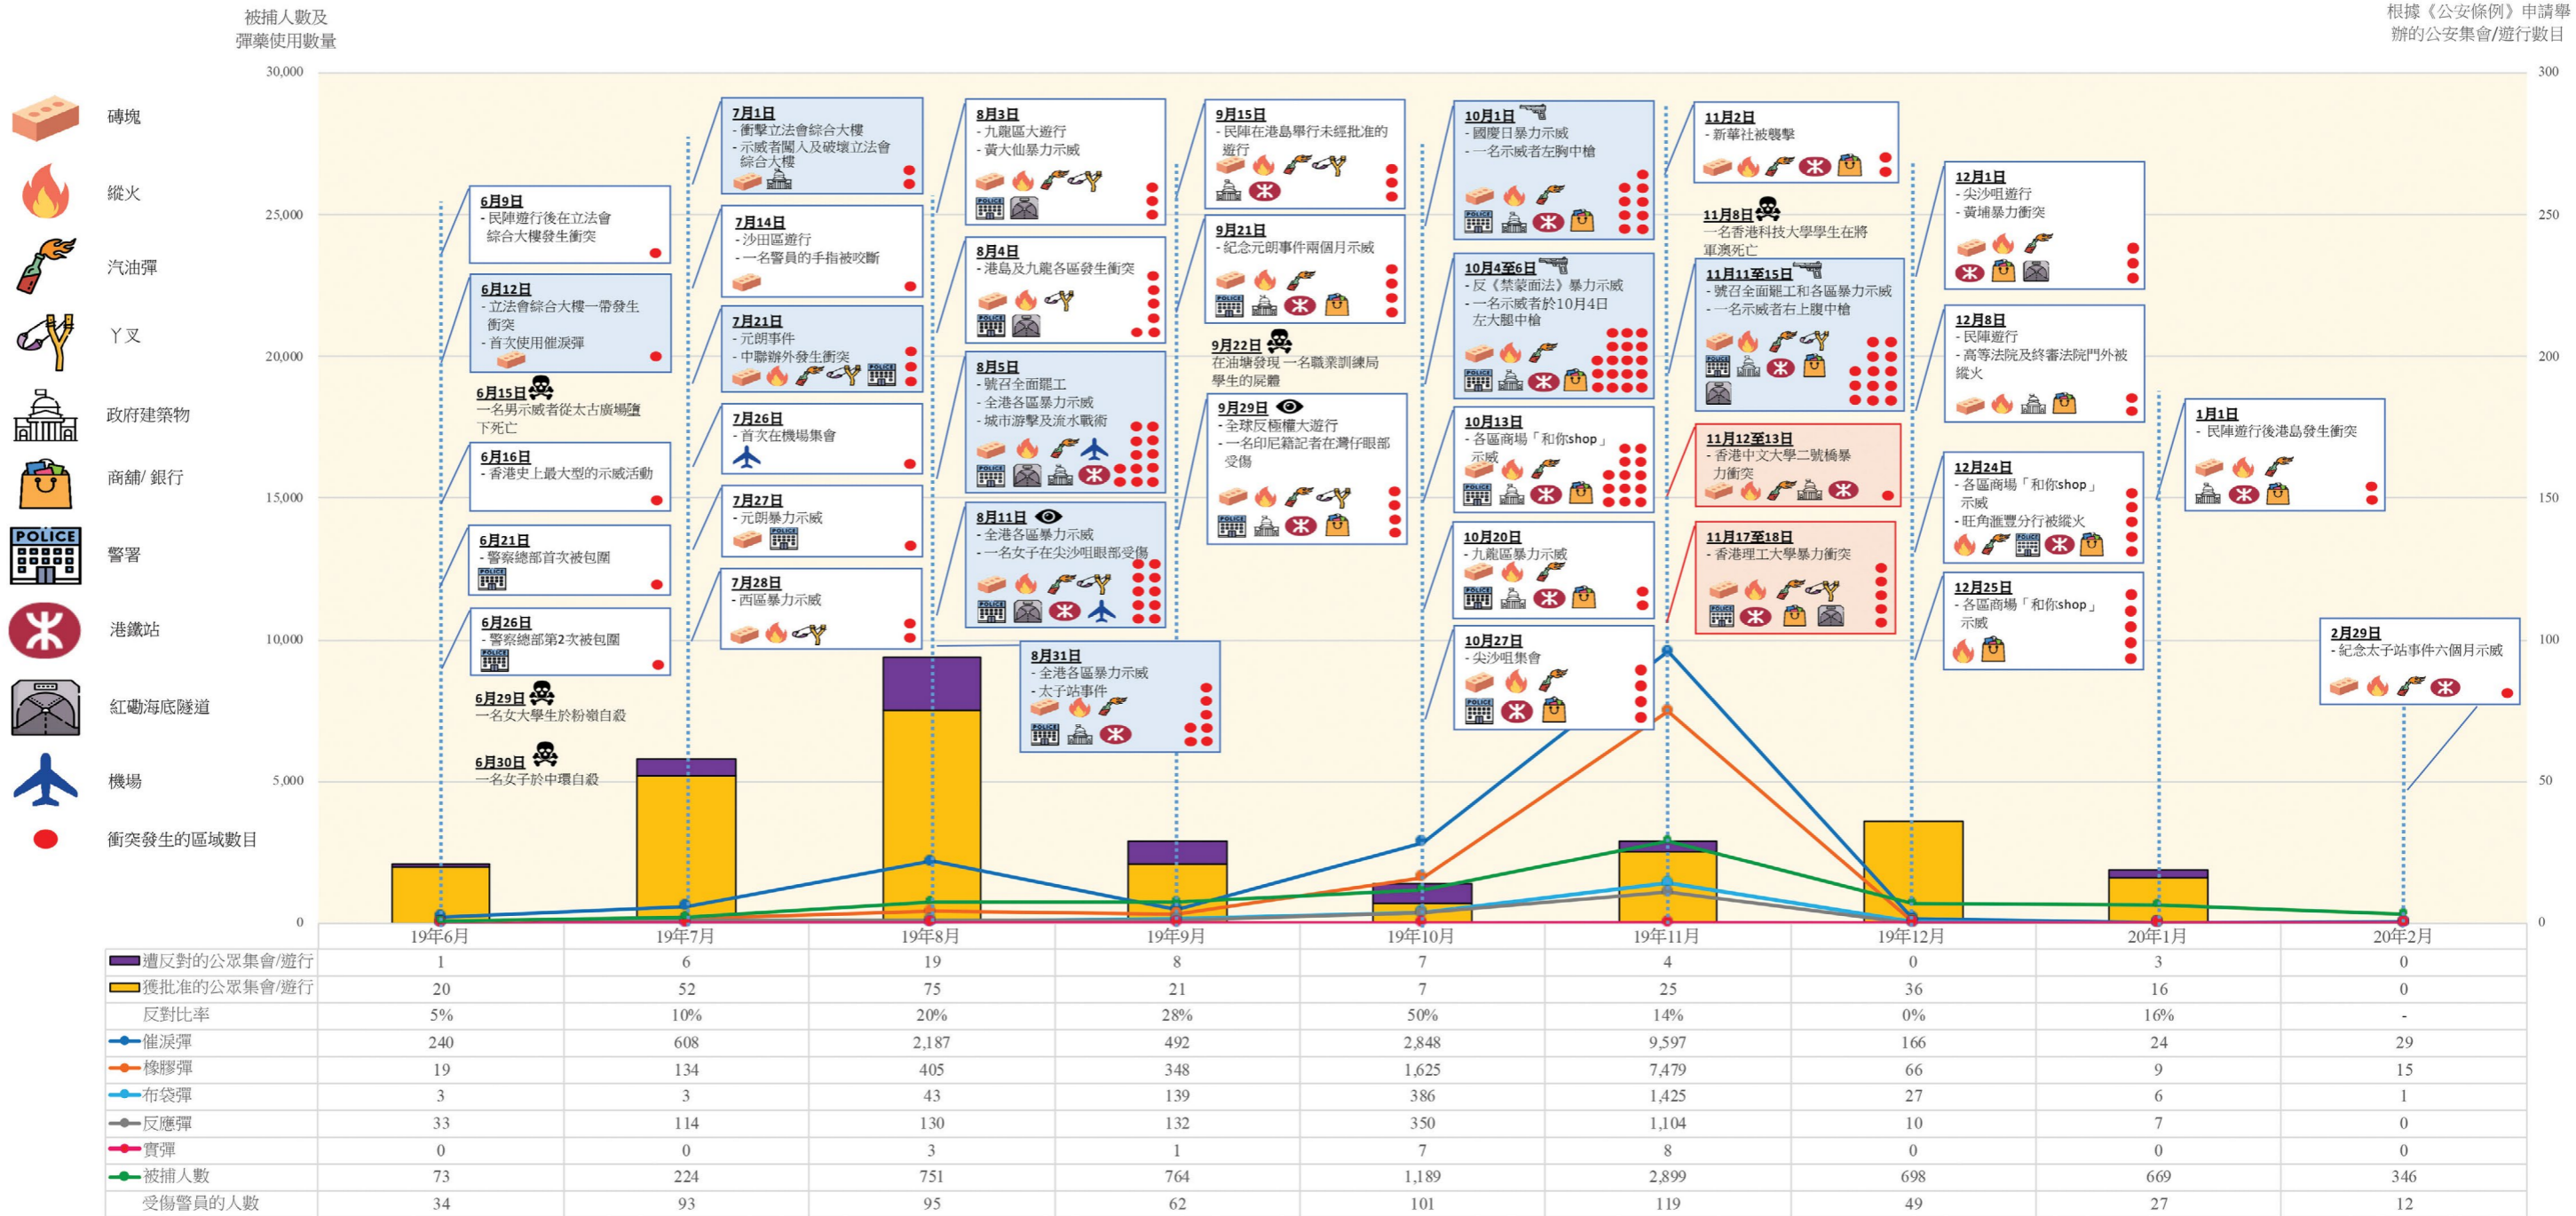 被捕人數及
彈藥使用數量
根據《公安條例》申請舉
辦的公安集會/遊行數目
30,000
25,000
20,000
15,000
10,000
5,000
0
300
250
200
150
100
50
0
磚塊
縱火
汽油彈
丫叉
政府建築物
商舖/ 銀行
POLICE
警署
港鐵站
紅磡海底隧道
機場
衝突發生的區域數目
6月9日
- 民陣遊行後在立法會
綜合大樓發生衝突
6月12日
- 立法會綜合大樓一帶發生
衝突
- 首次使用催淚彈
6月15日
一名男示威者從太古廣場墮
下死亡
6月16日
- 香港史上最大型的示威活動
6月21日
- 警察總部首次被包圍
POLICE
6月26日
- 警察總部第2次被包圍
POLICE
6月29日
一名女大學生於粉嶺自殺
6月30日
一名女子於中環自殺
7月1日
- 衝擊立法會綜合大樓
- 示威者闖入及破壞立法會
綜合大樓
7月14日
- 沙田區遊行
- 一名警員的手指被咬斷
7月21日
- 元朗事件
- 中聯辦外發生衝突
POLICE
7月26日
- 首次在機場集會
7月27日
- 元朗暴力示威
POLICE
7月28日
- 西區暴力示威
8月3日
- 九龍區大遊行
- 黃大仙暴力示威
POLICE
8月4日
- 港島及九龍各區發生衝突
POLICE
8月5日
- 號召全面罷工
- 全港各區暴力示威
- 城市游擊及流水戰術
POLICE
8月11日
- 全港各區暴力示威
- 一名女子在尖沙咀眼部受傷
POLICE
8月31日
- 全港各區暴力示威
- 太子站事件
POLICE
9月15日
- 民陣在港島舉行未經批准的
遊行
9月21日
- 紀念元朗事件兩個月示威
POLICE
9月22日
在油塘發現 一名職業訓練局
學生的屍體
9月29日
- 全球反極權大遊行
- 一名印尼籍記者在灣仔眼部
受傷
POLICE
10月1日
- 國慶日暴力示威
- 一名示威者左胸中槍
POLICE
10月4至6日
- 反《禁蒙面法》暴力示威
- 一名示威者於10月4日
左大腿中槍
POLICE
10月13日
- 各區商場「和你shop」
示威
POLICE
10月20日
- 九龍區暴力示威
POLICE
10月27日
- 尖沙咀集會
POLICE
11月2日
- 新華社被襲擊
11月8日
一名香港科技大學學生在將
軍澳死亡
11月11至15日
- 號召全面罷工和各區暴力示威
- 一名示威者右上腹中槍
POLICE
11月12至13日
- 香港中文大學二號橋暴
力衝突
11月17至18日
- 香港理工大學暴力衝突
POLICE
12月1日
- 尖沙咀遊行
- 黃埔暴力衝突
12月8日
- 民陣遊行
- 高等法院及終審法院門外被
縱火
12月24日
- 各區商場「和你shop」
示威
- 旺角滙豐分行被縱火
POLICE
12月25日
- 各區商場「和你shop」
示威
1月1日
- 民陣遊行後港島發生衝突
2月29日
- 紀念太子站事件六個月示威
19年6月 19年7月 19年8月 19年9月 19年10月 19年11月 19年12月 20年1月 20年2月
遭反對的公眾集會/遊行 1 6 19 8 7 4 0 3 0
獲批准的公眾集會/遊行 20 52 75 21 7 25 36 16 0
反對比率 5% 10% 20% 28% 50% 14% 0% 16% -
催淚彈 240 608 2,187 492 2,848 9,597 166 24 29
橡膠彈 19 134 405 348 1,625 7,479 66 9 15
布袋彈 3 3 43 139 386 1,425 27 6 1
反應彈 33 114 130 132 350 1,104 10 7 0
實彈 0 0 3 1 7 8 0 0 0
被捕人數 73 224 751 764 1,189 2,899 698 669 346
受傷警員的人數 34 93 95 62 101 119 49 27 12